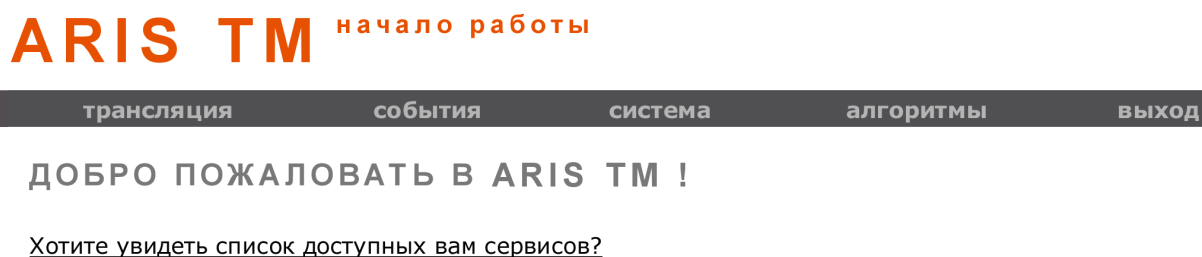 ARIS TM начало работы
трансляция события система алгоритмы выход
ДОБРО ПОЖАЛОВАТЬ В ARIS TM !
Хотите увидеть список доступных вам сервисов?